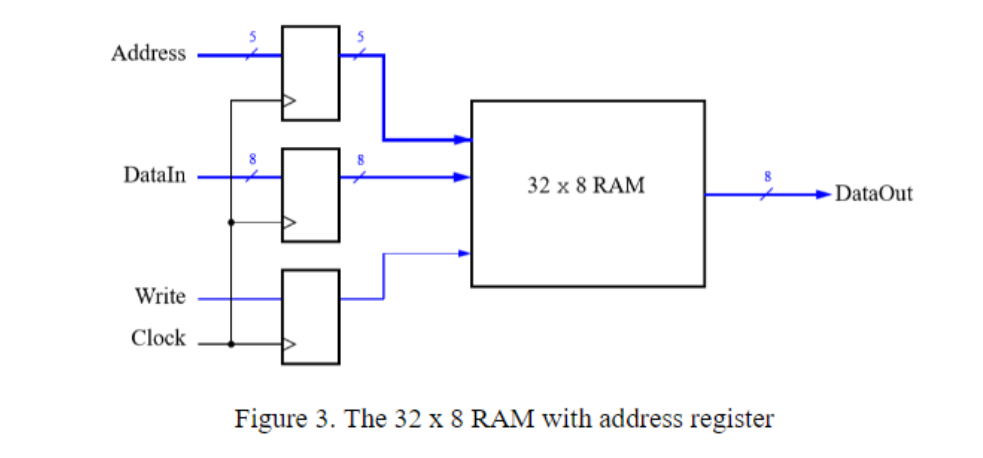 5 5
Address
8 8
DataIn
32 x 8 RAM
8
DataOut
Write
Clock
Figure 3. The 32 x 8 RAM with address register